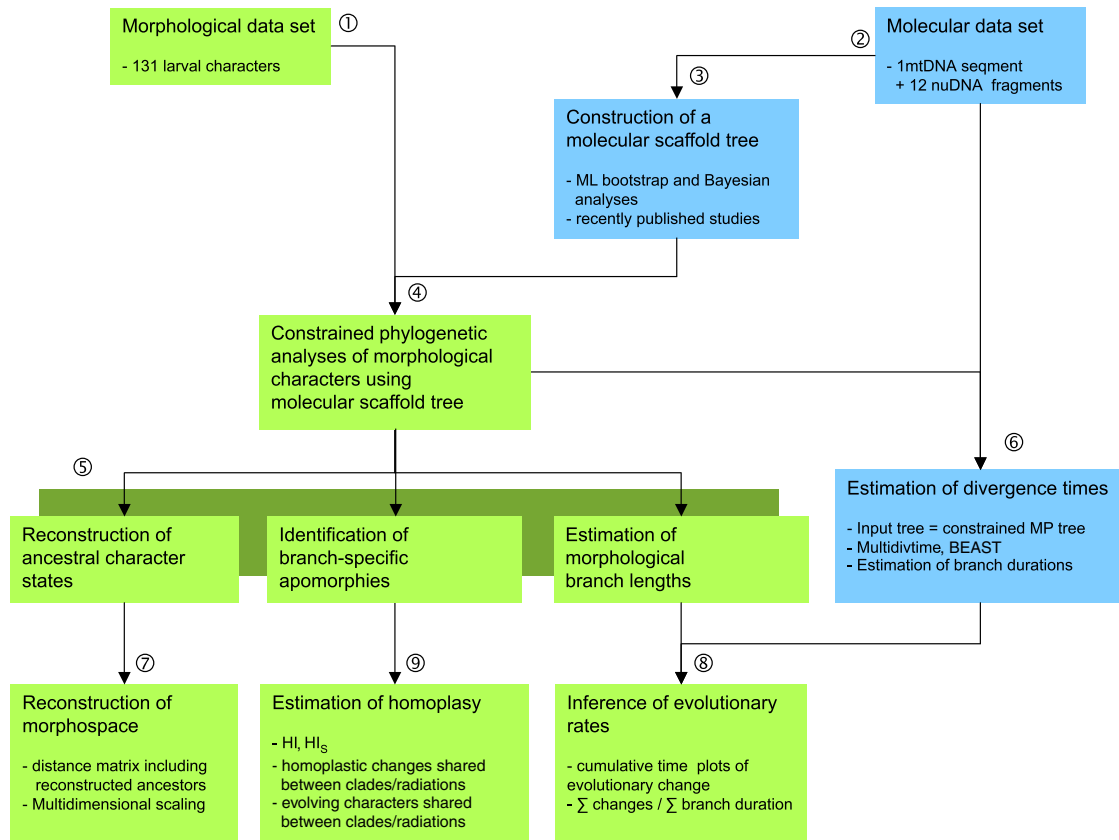 Morphological data set
- 131 larval characters
①
②
Molecular data set
- 1mtDNA seqment
+ 12 nuDNA fragments
③
Construction of a
molecular scaffold tree
- ML bootstrap and Bayesian
analyses
- recently published studies
④
Constrained phylogenetic
analyses of morphological
characters using
molecular scaffold tree
⑤
⑥
Reconstruction of
ancestral character
states
Identification of
branch-specific
apomorphies
Estimation of
morphological
branch lengths
Estimation of divergence times
- Input tree = constrained MP tree
- Multidivtime, BEAST
- Estimation of branch durations
⑦
⑨
⑧
Reconstruction of
morphospace
- distance matrix including
reconstructed ancestors
- Multidimensional scaling
Estimation of homoplasy
- HI, HIS
- homoplastic changes shared
between clades/radiations
- evolving characters shared
between clades/radiations
Inference of evolutionary
rates
- cumulative time plots of
evolutionary change
- ∑ changes / ∑ branch duration